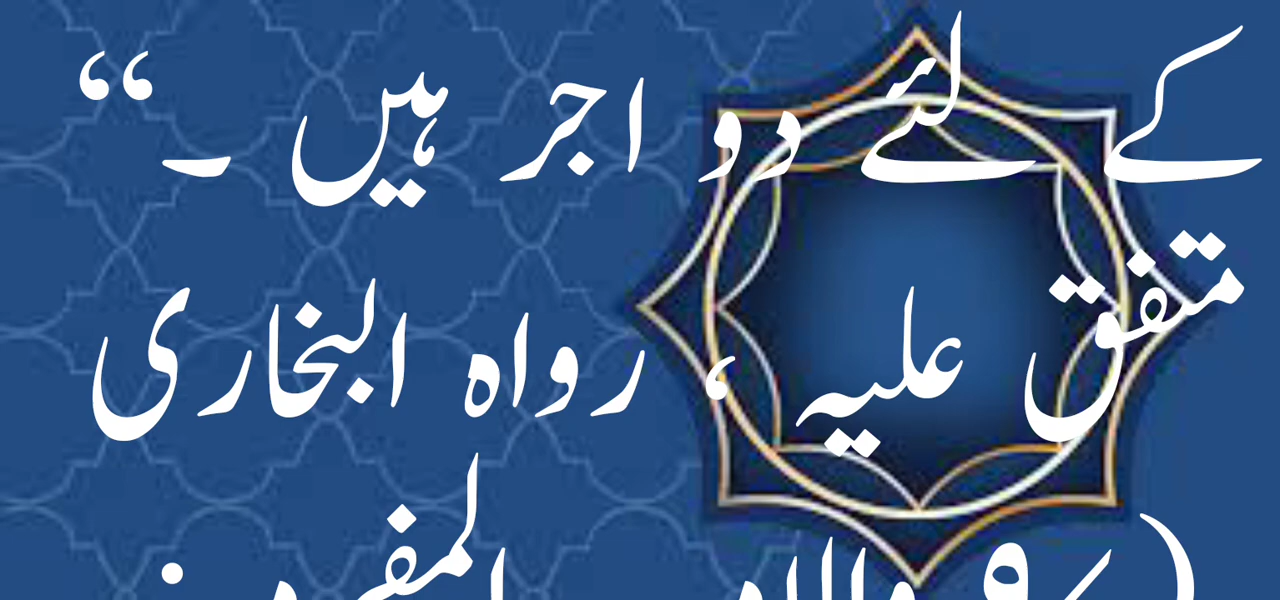 کے لئے دو اجر ہیں ۔“
متفق علیہ ، رواہ البخاری